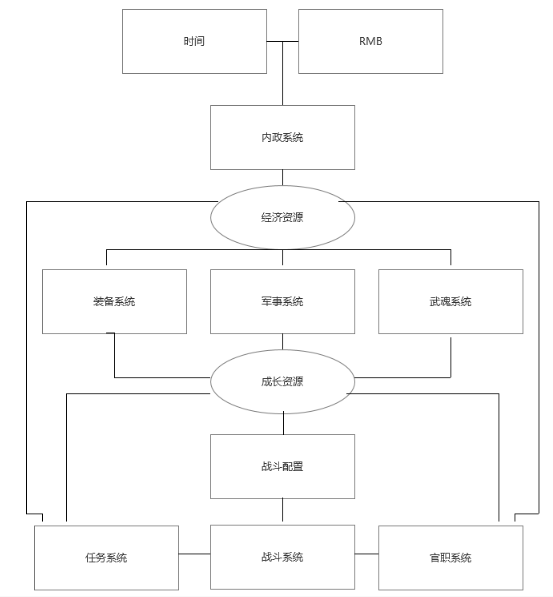 时间
RMB
内政系统
经济资源
装备系统
军事系统
武魂系统
成长资源
战斗配置
任务系统
战斗系统
官职系统